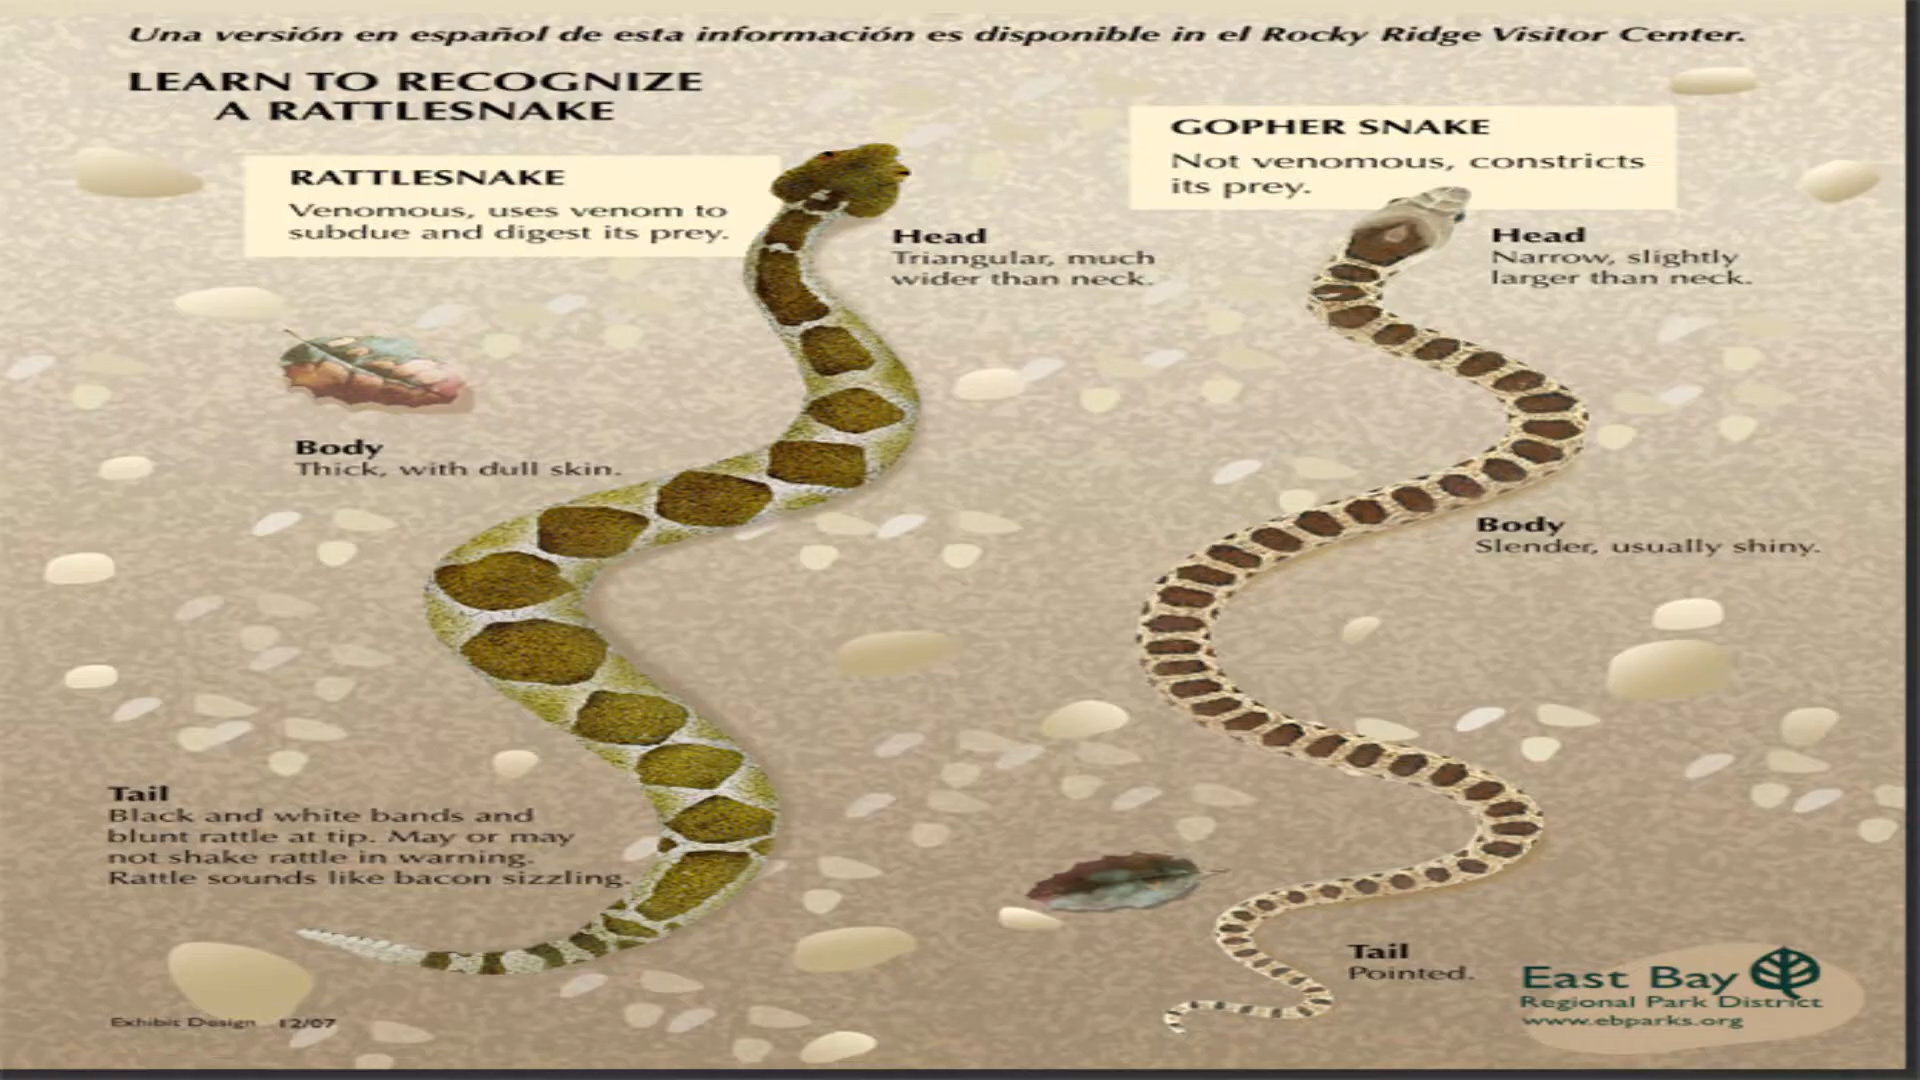 Una versión en español de esta información es disponible in el Rocky Ridge Visitor Center.
LEARN TO RECOGNIZE
A RATTLESNAKE
RATTLESNAKE
Venomous, uses venom to
subdue and digest its prey.
Head
Triangular, much
wider than neck.
GOPHER SNAKE
Not venomous, constricts
its prey.
Head
Narrow, slightly
larger than neck.
Body
Thick, with dull skin.
Body
Slender, usually shiny.
Tail
Black and white bands and
blunt rattle at tip. May or may
not shake rattle in warning.
Rattle sounds like bacon sizzling.
Tail
Pointed.
East Bay
Regional Park District
www.ebparks.org
Exhibit Design 12/07